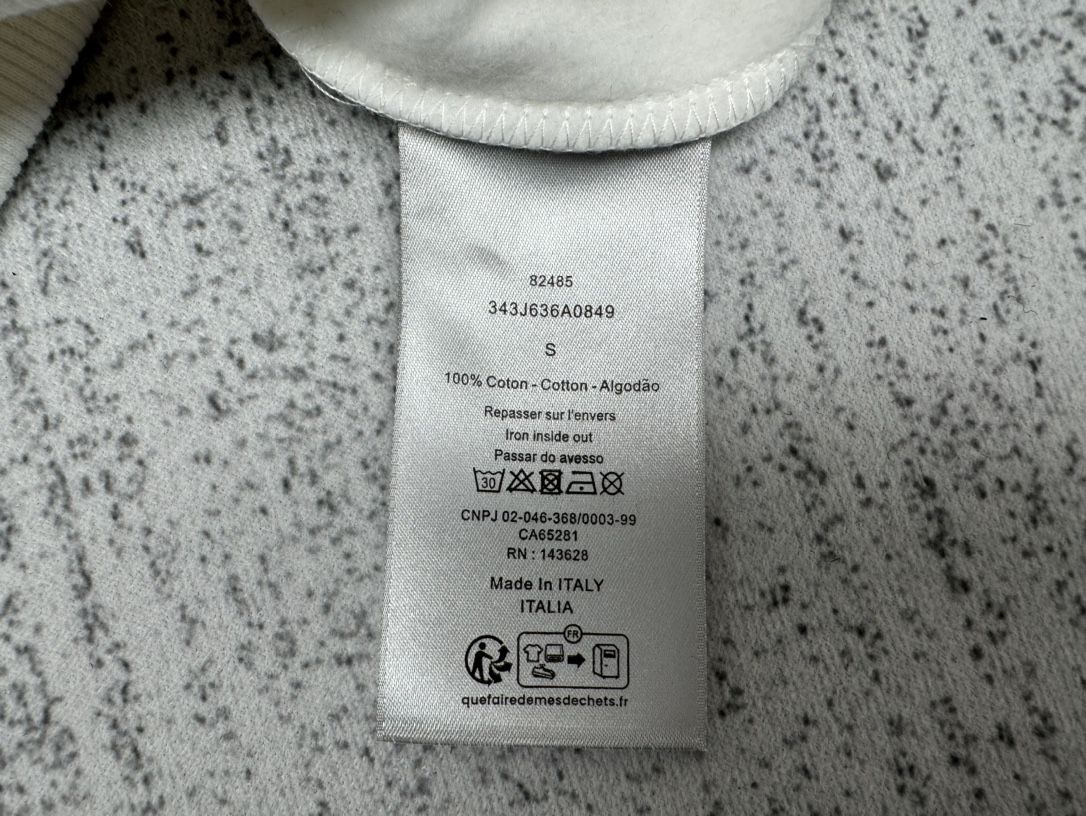 82485
343J636A0849
S
100% Coton - Cotton - Algodão
Repasser sur l'envers
Iron inside out
Passar do avesso
30
CNPJ 02-046-368/0003-99
CA65281
RN : 143628
Made In ITALY
ITALIA
FR
quefairedemesdechets.fr